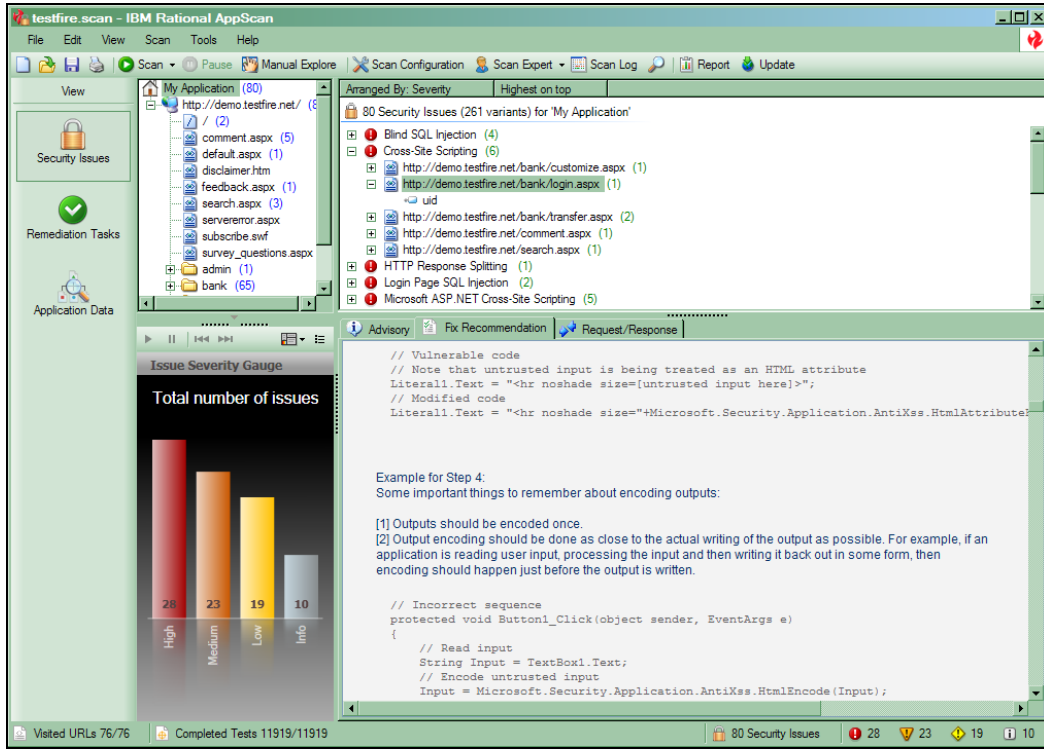 testfire.scan - IBM Rational AppScan
File Edit View Scan Tools Help
Scan Pause Manual Explore Scan Configuration Scan Expert Scan Log Report Update
View
Security Issues
Remediation Tasks
Application Data
My Application (80)
http://demo.testfire.net/ (8
/ (2)
comment.aspx (5)
default.aspx (1)
disclaimer.htm
feedback.aspx (1)
search.aspx (3)
servererror.aspx
subscribe.swf
survey_questions.aspx
admin (1)
bank (65)
Arranged By: Severity Highest on top
80 Security Issues (261 variants) for 'My Application'
Blind SQL Injection (4)
Cross-Site Scripting (6)
http://demo.testfire.net/bank/customize.aspx (1)
http://demo.testfire.net/bank/login.aspx (1)
uid
http://demo.testfire.net/bank/transfer.aspx (2)
http://demo.testfire.net/comment.aspx (1)
http://demo.testfire.net/search.aspx (1)
HTTP Response Splitting (1)
Login Page SQL Injection (2)
Microsoft ASP.NET Cross-Site Scripting (5)
Issue Severity Gauge
Total number of issues
28 23 19 10
High Medium Low Info
Advisory Fix Recommendation Request/Response
// Vulnerable code
// Note that untrusted input is being treated as an HTML attribute
Literal1.Text = "<hr noshade size=[untrusted input here]>";
// Modified code
Literal1.Text = "<hr noshade size="+Microsoft.Security.Application.AntiXss.HtmlAttribute
Example for Step 4:
Some important things to remember about encoding outputs:
[1] Outputs should be encoded once.
[2] Output encoding should be done as close to the actual writing of the output as possible. For example, if an
application is reading user input, processing the input and then writing it back out in some form, then
encoding should happen just before the output is written.
// Incorrect sequence
protected void Button1_Click(object sender, EventArgs e)
{
// Read input
String Input = TextBox1.Text;
// Encode untrusted input
Input = Microsoft.Security.Application.AntiXss.HtmlEncode(Input);
Visited URLs 76/76 Completed Tests 11919/11919 80 Security Issues 28 23 19 10